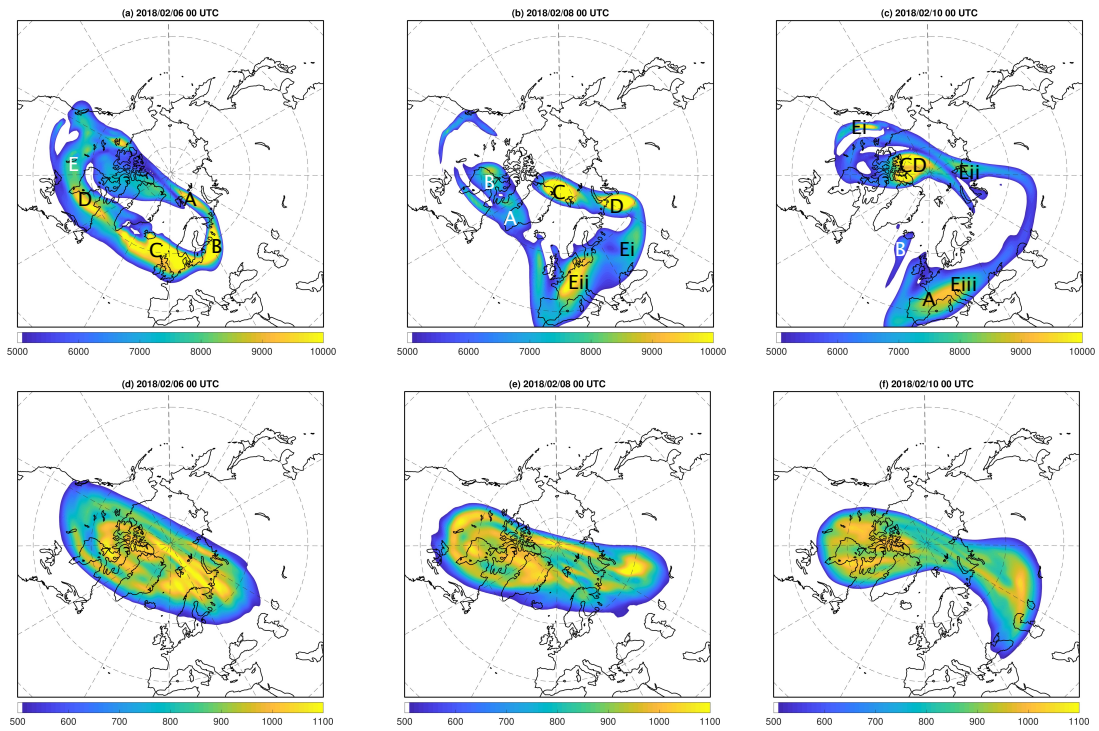 (a) 2018/02/06 00 UTC
E
D
A
C
B
5000 6000 7000 8000 9000 10000
(b) 2018/02/08 00 UTC
B
C
A
D
Ei
Eii
5000 6000 7000 8000 9000 10000
(c) 2018/02/10 00 UTC
Ei
CD
Eii
B
Eiii
A
5000 6000 7000 8000 9000 10000
(d) 2018/02/06 00 UTC
500 600 700 800 900 1000 1100
(e) 2018/02/08 00 UTC
500 600 700 800 900 1000 1100
(f) 2018/02/10 00 UTC
500 600 700 800 900 1000 1100